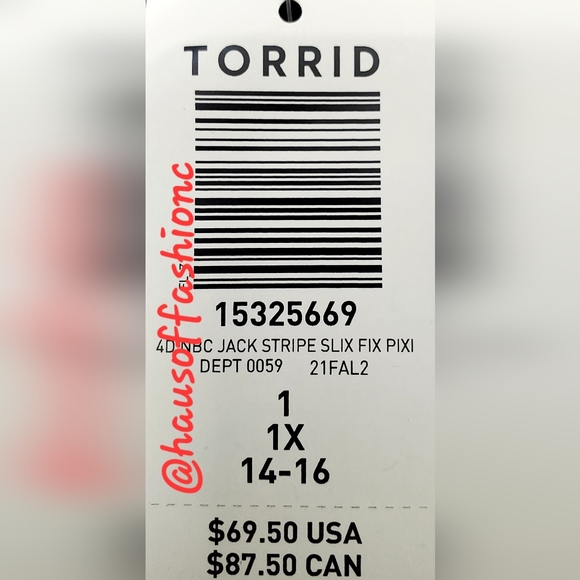 TORRID
15325669
4D NBC JACK STRIPE SLIX FIX PIXI
DEPT 0059 21FAL2
1
1X
14-16
$69.50 USA
$87.50 CAN
@hausoffashionc